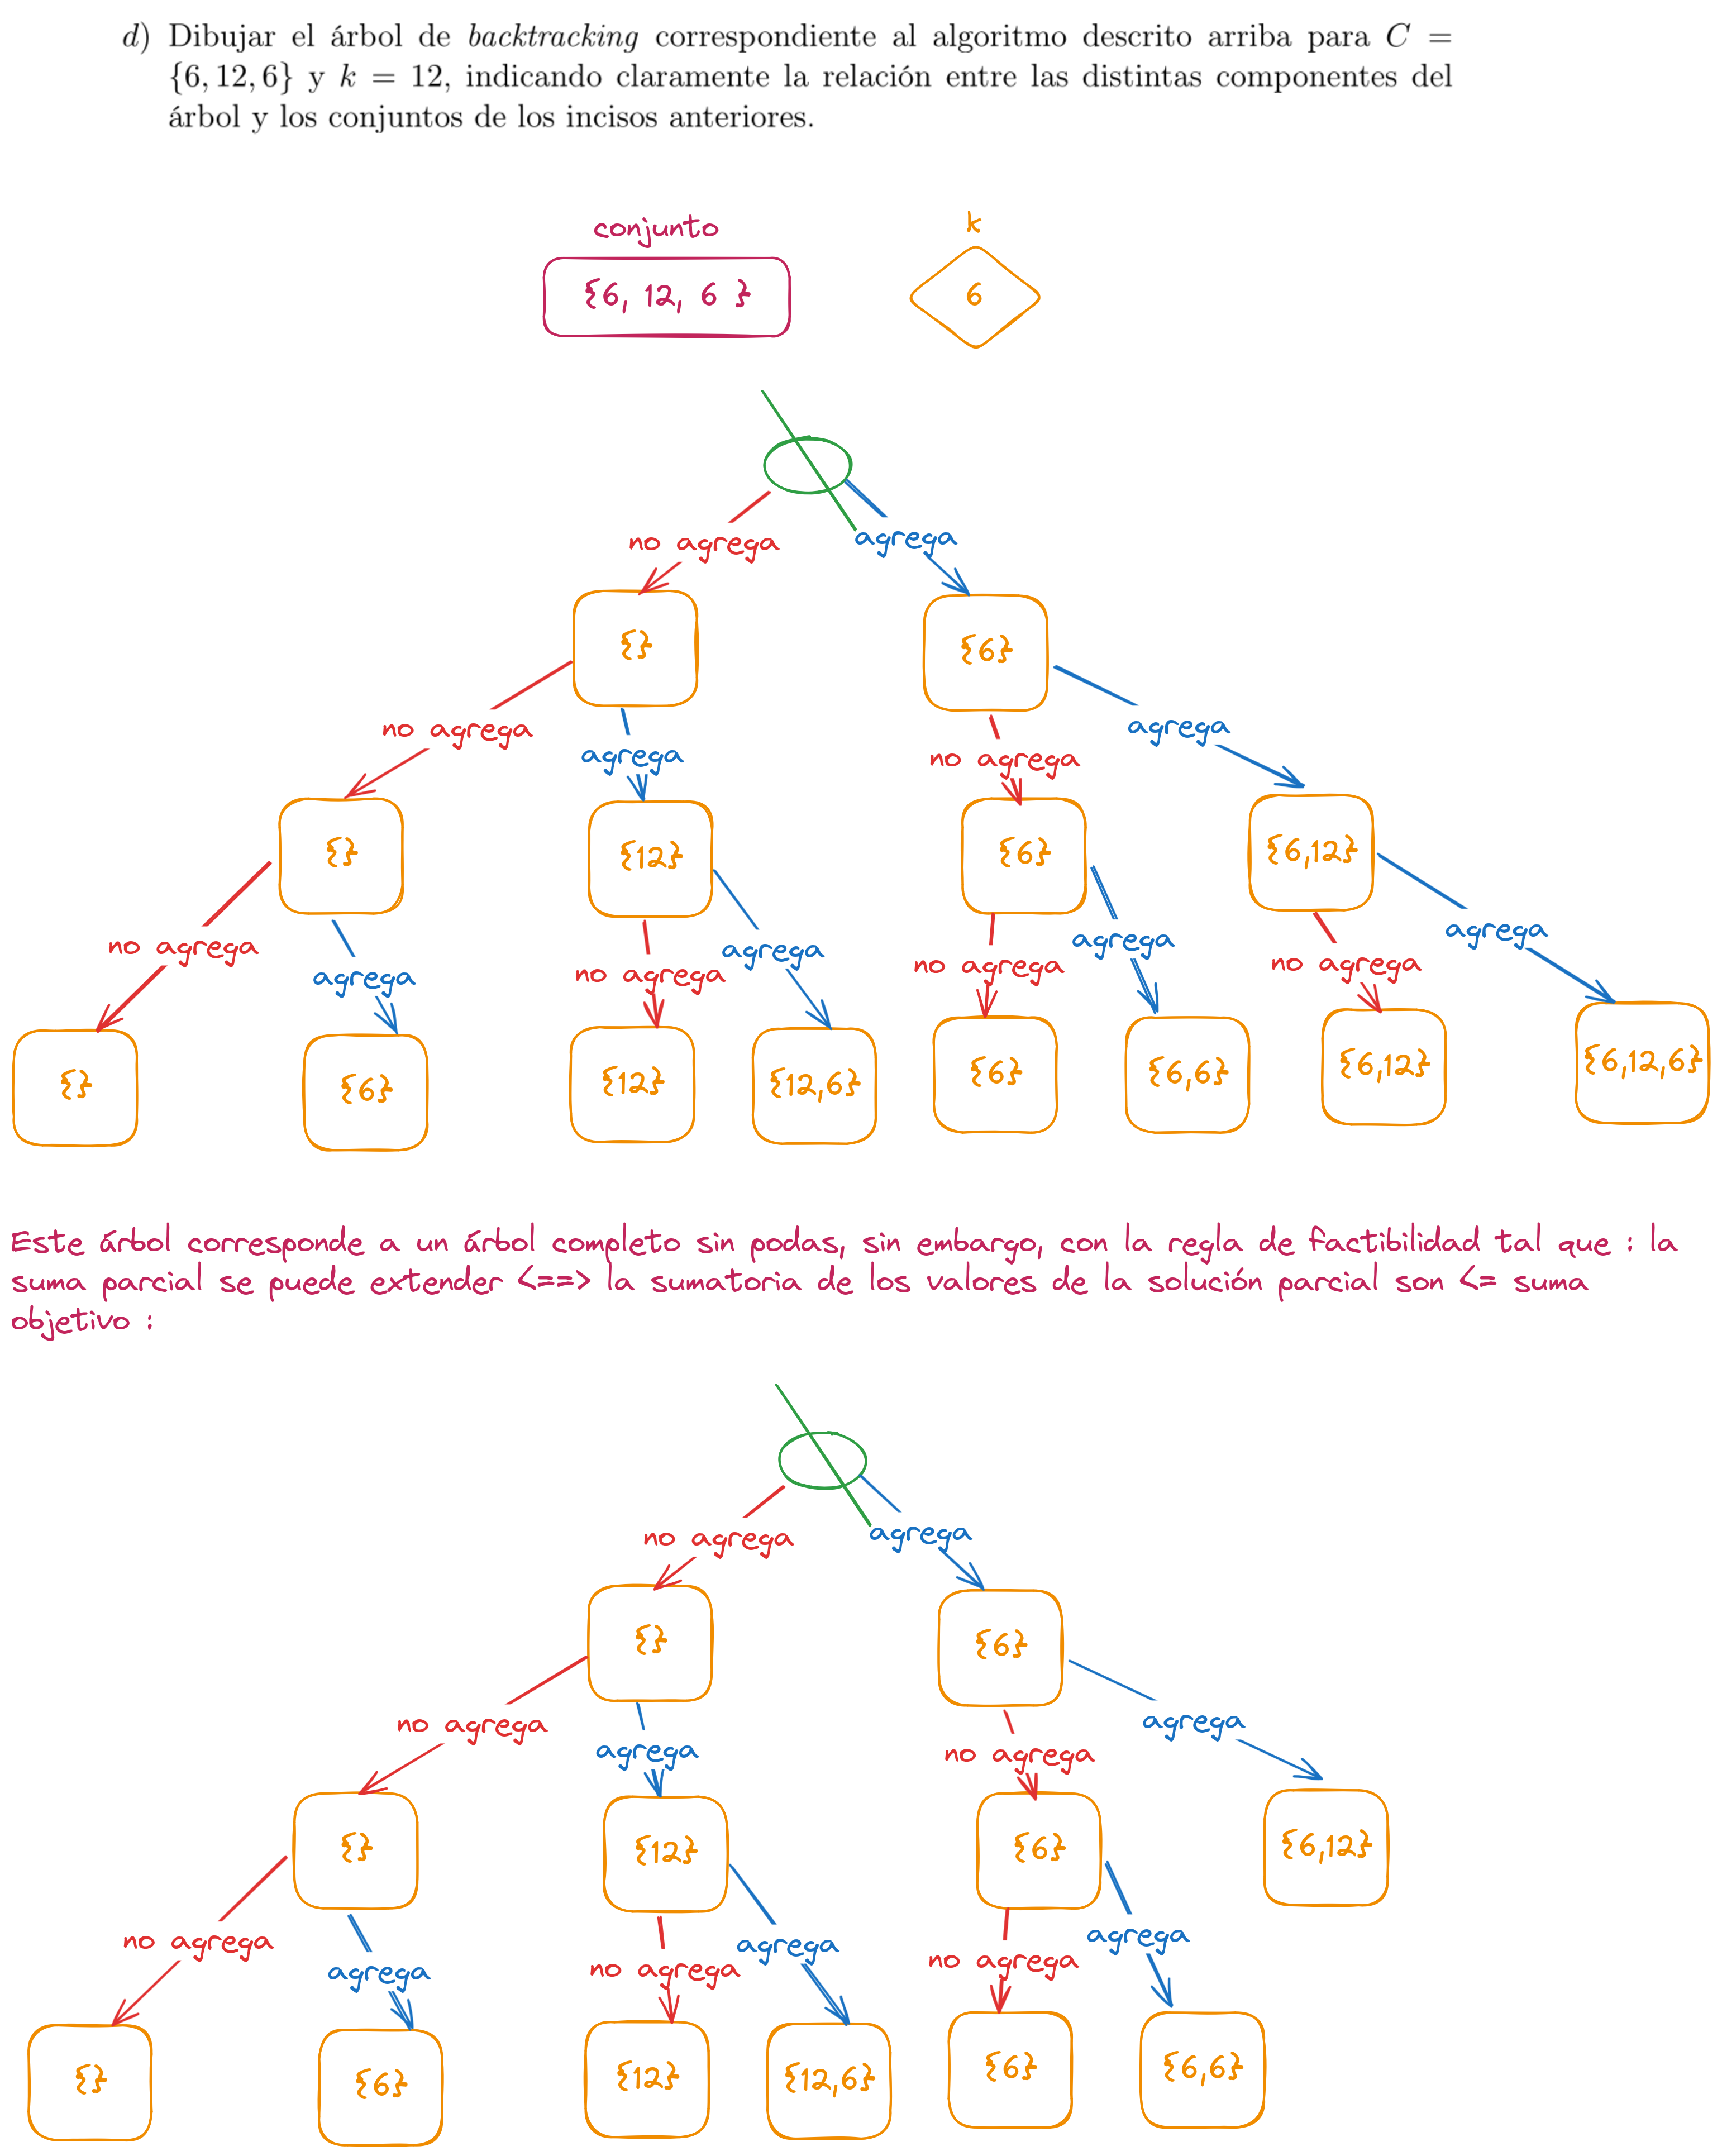 d) Dibujar el árbol de backtracking correspondiente al algoritmo descrito arriba para C =
{6, 12, 6} y k = 12, indicando claramente la relación entre las distintas componentes del
árbol y los conjuntos de los incisos anteriores.
conjunto k
{6, 12, 6 } 6
no agrega agrega
{} {6}
no agrega agrega no agrega agrega
{} {12} {6} {6,12}
no agrega agrega no agrega agrega no agrega agrega no agrega agrega
{} {6} {12} {12,6} {6} {6,6} {6,12} {6,12,6}
Este árbol corresponde a un árbol completo sin podas, sin embargo, con la regla de factibilidad tal que : la
suma parcial se puede extender <==> la sumatoria de los valores de la solución parcial son <= suma
objetivo :
no agrega agrega
{} {6}
no agrega agrega no agrega agrega
{} {12} {6} {6,12}
no agrega agrega no agrega agrega no agrega agrega
{} {6} {12} {12,6} {6} {6,6}